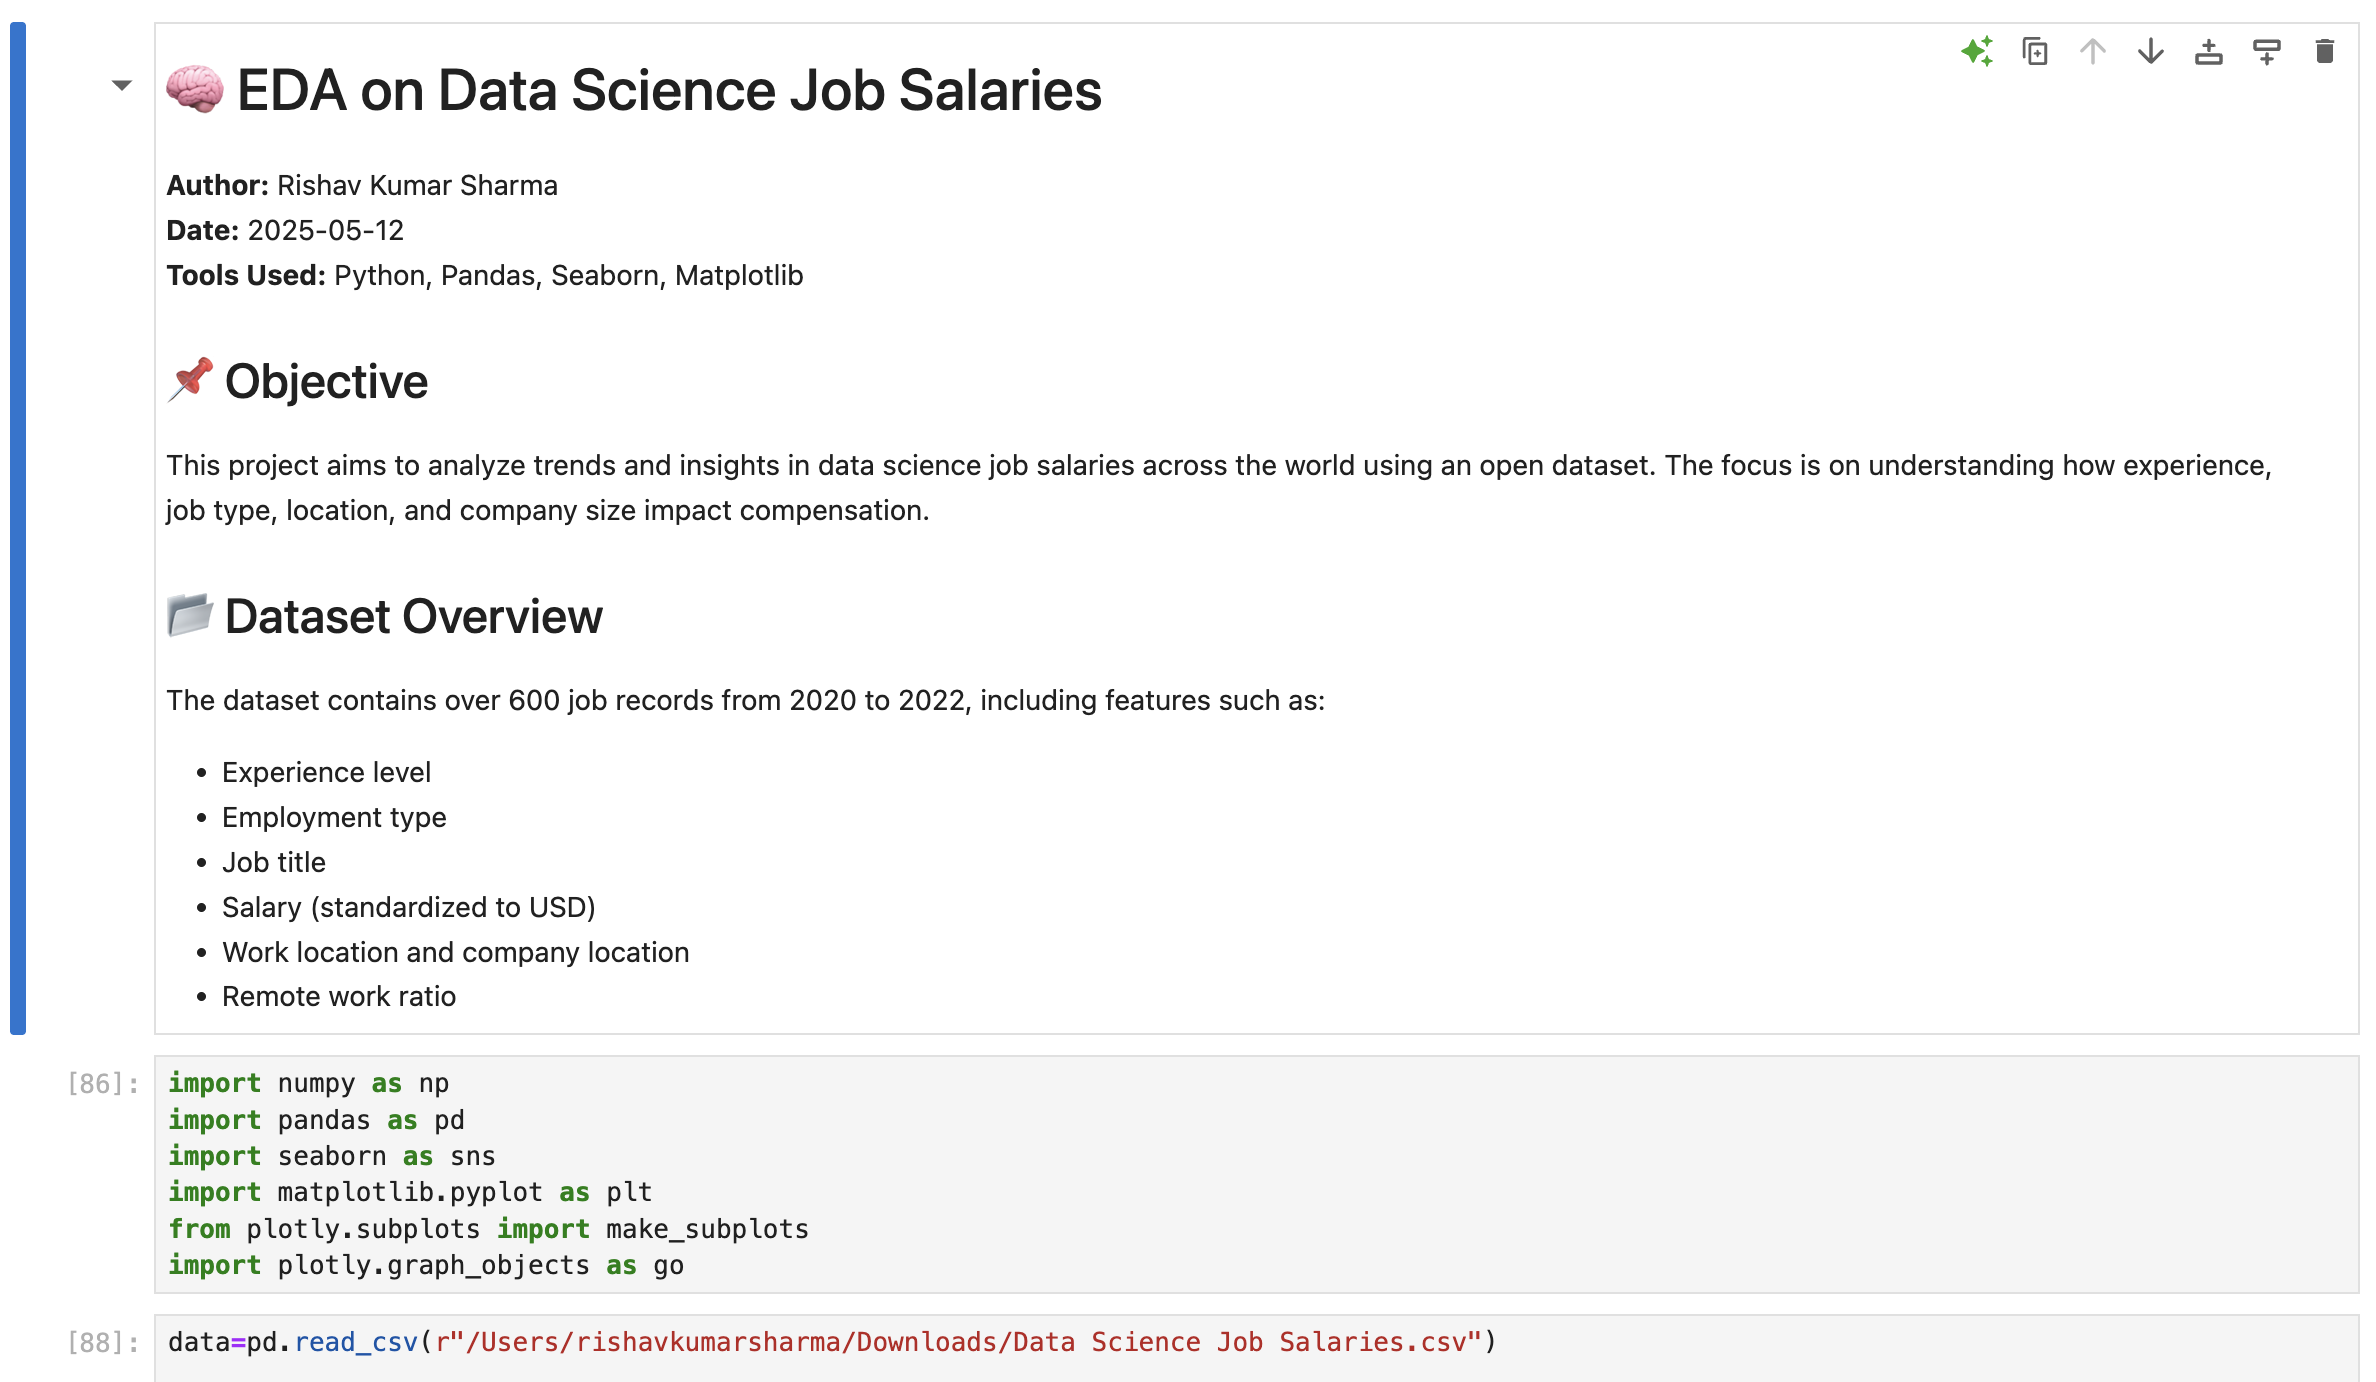 EDA on Data Science Job Salaries
Author: Rishav Kumar Sharma
Date: 2025-05-12
Tools Used: Python, Pandas, Seaborn, Matplotlib
Objective
This project aims to analyze trends and insights in data science job salaries across the world using an open dataset. The focus is on understanding how experience,
job type, location, and company size impact compensation.
Dataset Overview
The dataset contains over 600 job records from 2020 to 2022, including features such as:
• Experience level
• Employment type
• Job title
• Salary (standardized to USD)
• Work location and company location
• Remote work ratio
[86]: import numpy as np
import pandas as pd
import seaborn as sns
import matplotlib.pyplot as plt
from plotly.subplots import make_subplots
import plotly.graph_objects as go
[88]: data=pd.read_csv(r"/Users/rishavkumarsharma/Downloads/Data Science Job Salaries.csv")